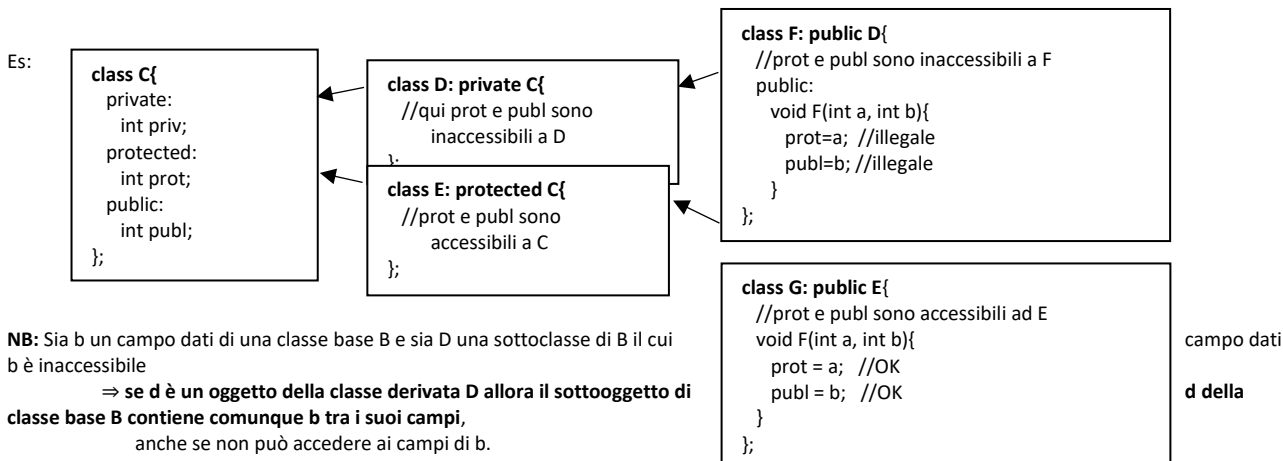 Es:
class C{
private:
int priv;
protected:
int prot;
public:
int publ;
};
class D: private C{
//qui prot e publ sono
inaccessibili a D
};
class E: protected C{
//prot e publ sono
accessibili a C
};
class F: public D{
//prot e publ sono inaccessibili a F
public:
void F(int a, int b){
prot=a; //illegale
publ=b; //illegale
}
};
class G: public E{
//prot e publ sono accessibili ad E
void F(int a, int b){
prot = a; //OK
publ = b; //OK
}
};
NB: Sia b un campo dati di una classe base B e sia D una sottoclasse di B il cui campo dati
b è inaccessibile
⇒ se d è un oggetto della classe derivata D allora il sottooggetto di d della
classe base B contiene comunque b tra i suoi campi,
anche se non può accedere ai campi di b.